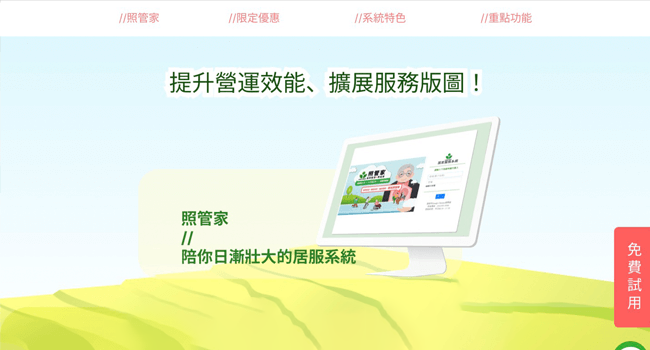 //照管家
//限定優惠
//系統特色
//重點功能
提升營運效能、擴展服務版圖！
照管家
照管家
//
陪你日漸壯大的居服系統
免費試用